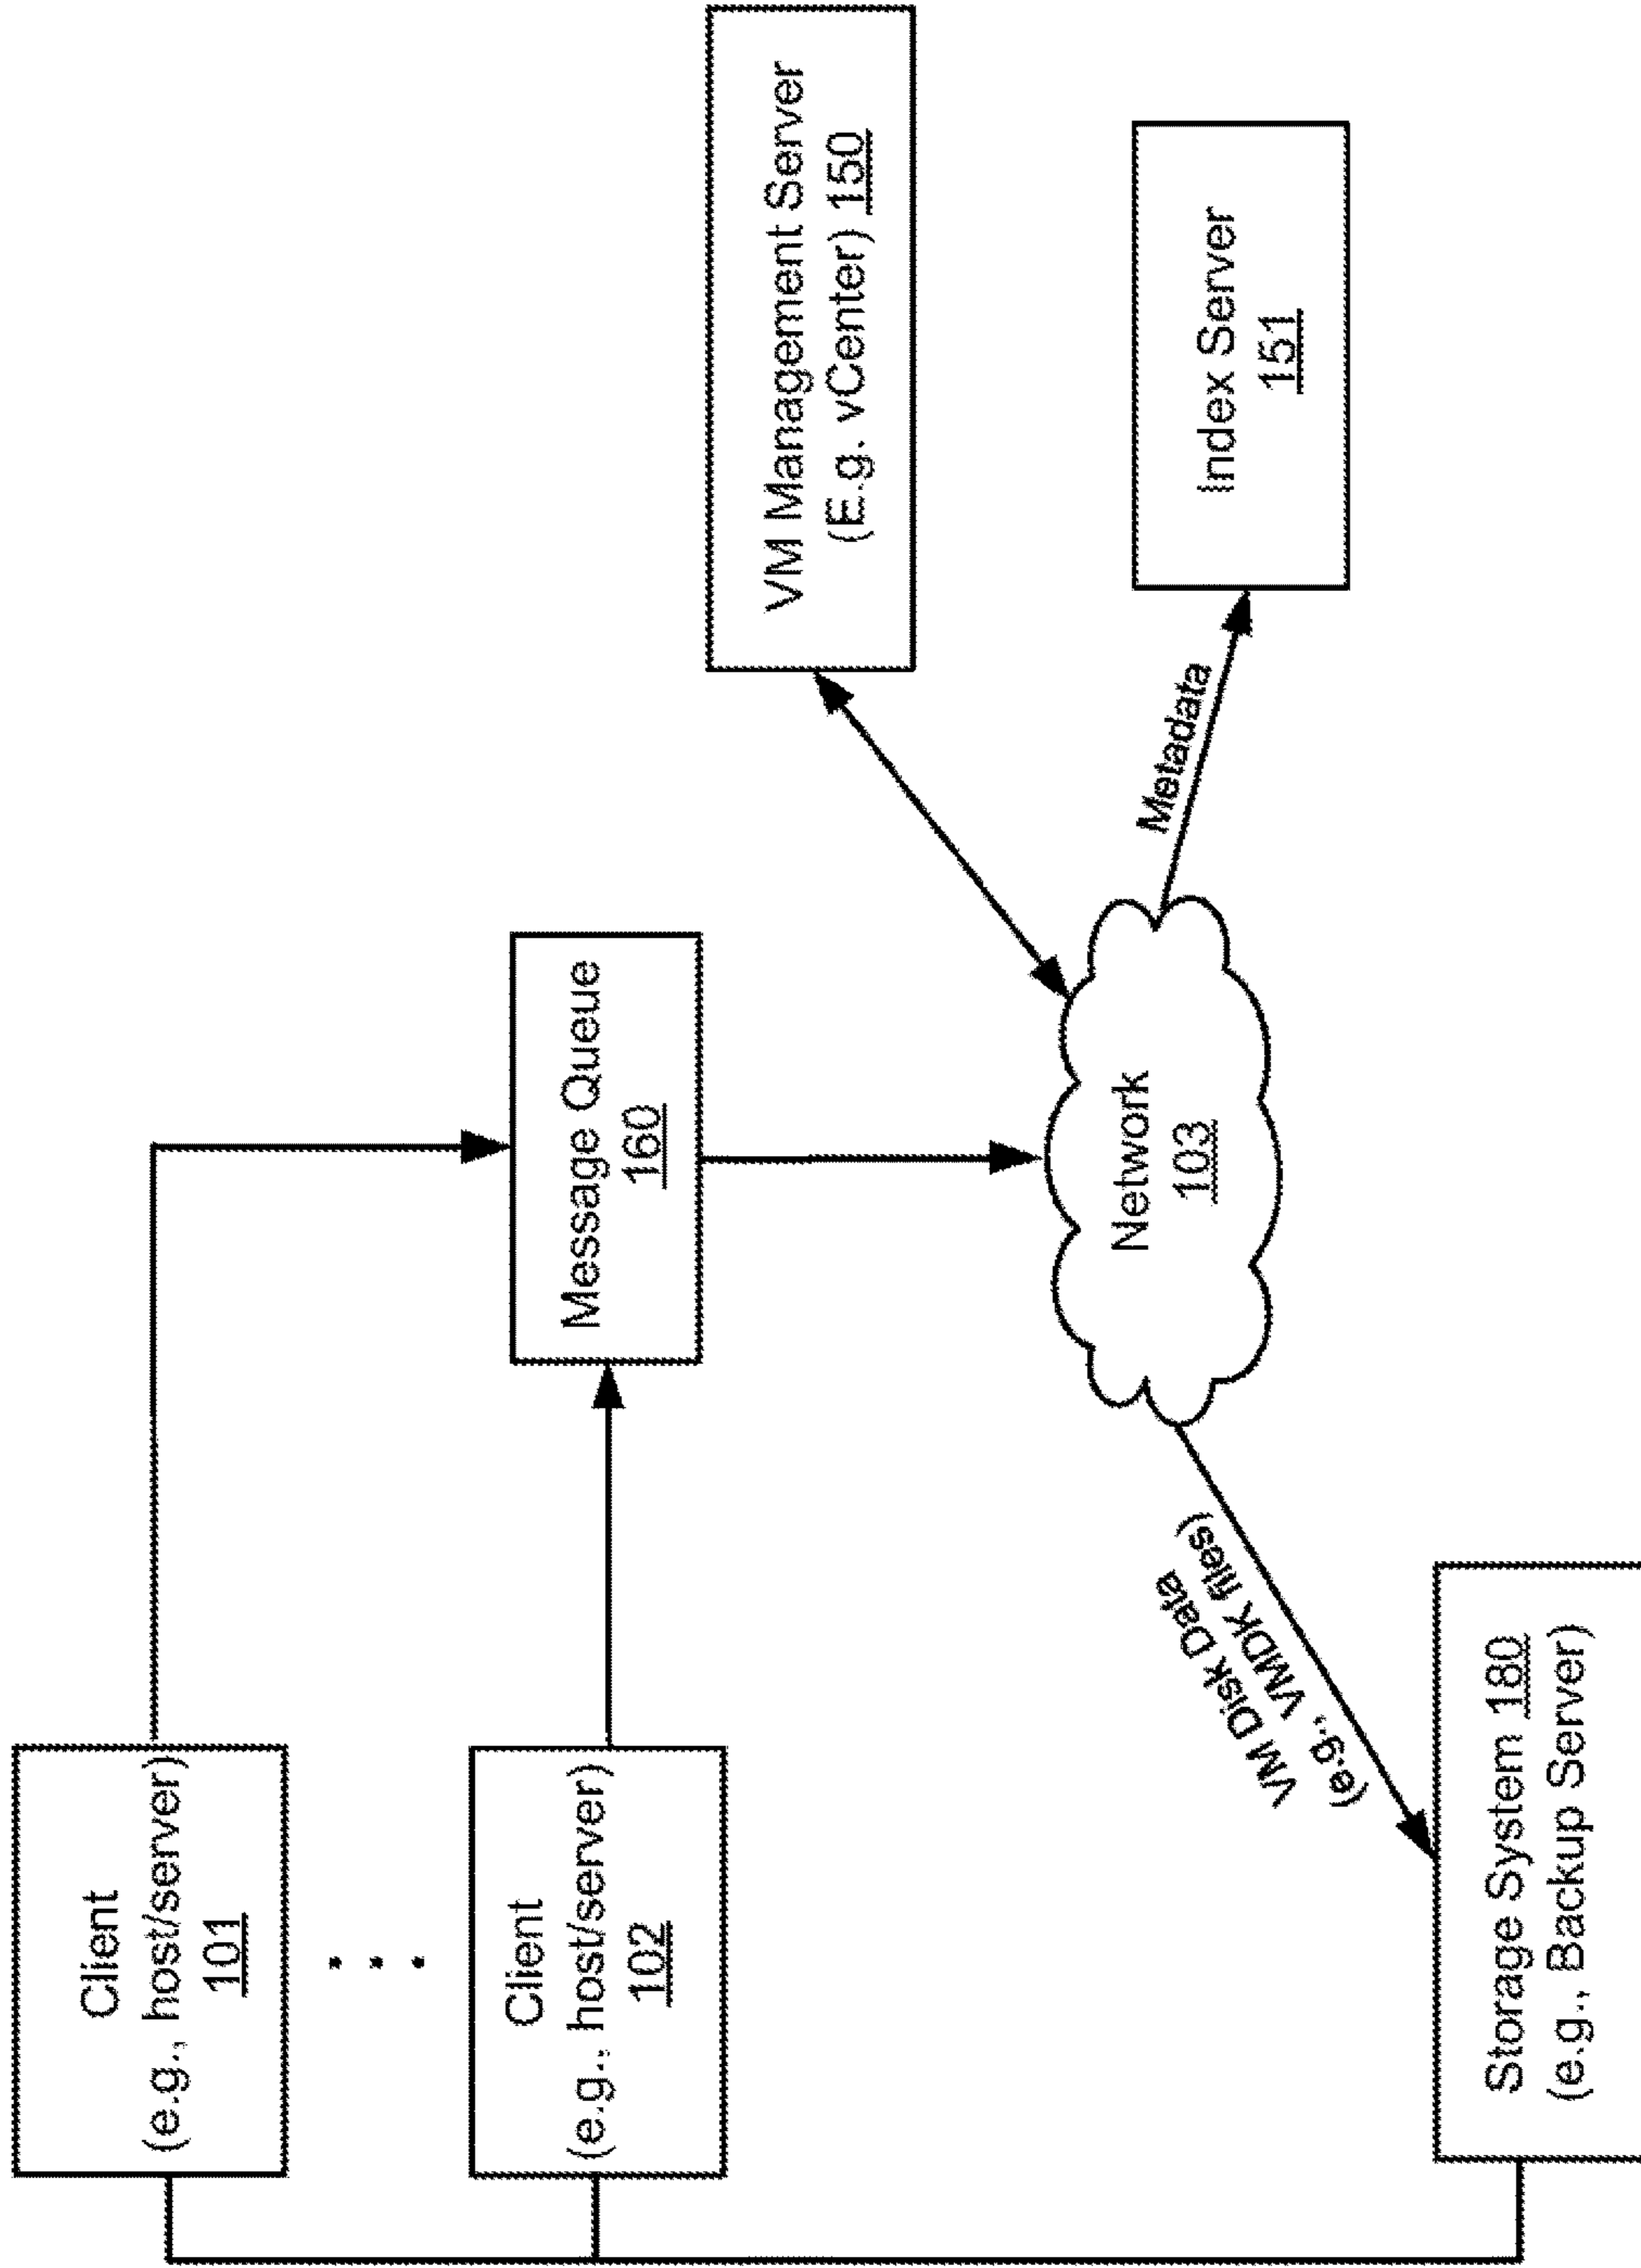 Client
(e.g., host/server)
101
Client
(e.g., host/server)
102
Message Queue
160
VM Management Server
(E.g. vCenter) 150
Network
103
Metadata
Index Server
151
VM Disk Data
(e.g., VMDK files)
Storage System 180
(e.g., Backup Server)